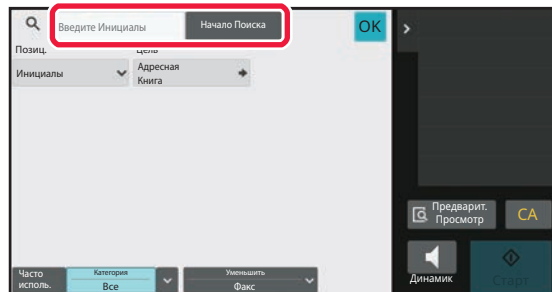 Введите Инициалы
Начало Поиска
OK
Позиц.
Цель
Инициалы
Адресная
Книга
Предварит.
Просмотр
CA
Часто
исполь.
Категория
Все
Уменьшить
Факс
Динамик
Старт